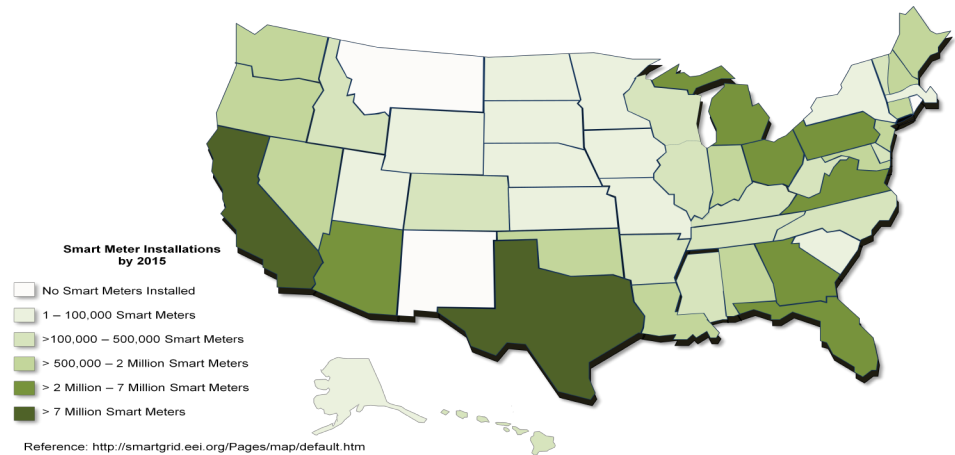 Smart Meter Installations
by 2015
No Smart Meters Installed
1 – 100,000 Smart Meters
>100,000 – 500,000 Smart Meters
> 500,000 – 2 Million Smart Meters
> 2 Million – 7 Million Smart Meters
> 7 Million Smart Meters
Reference: http://smartgrid.eei.org/Pages/map/default.htm